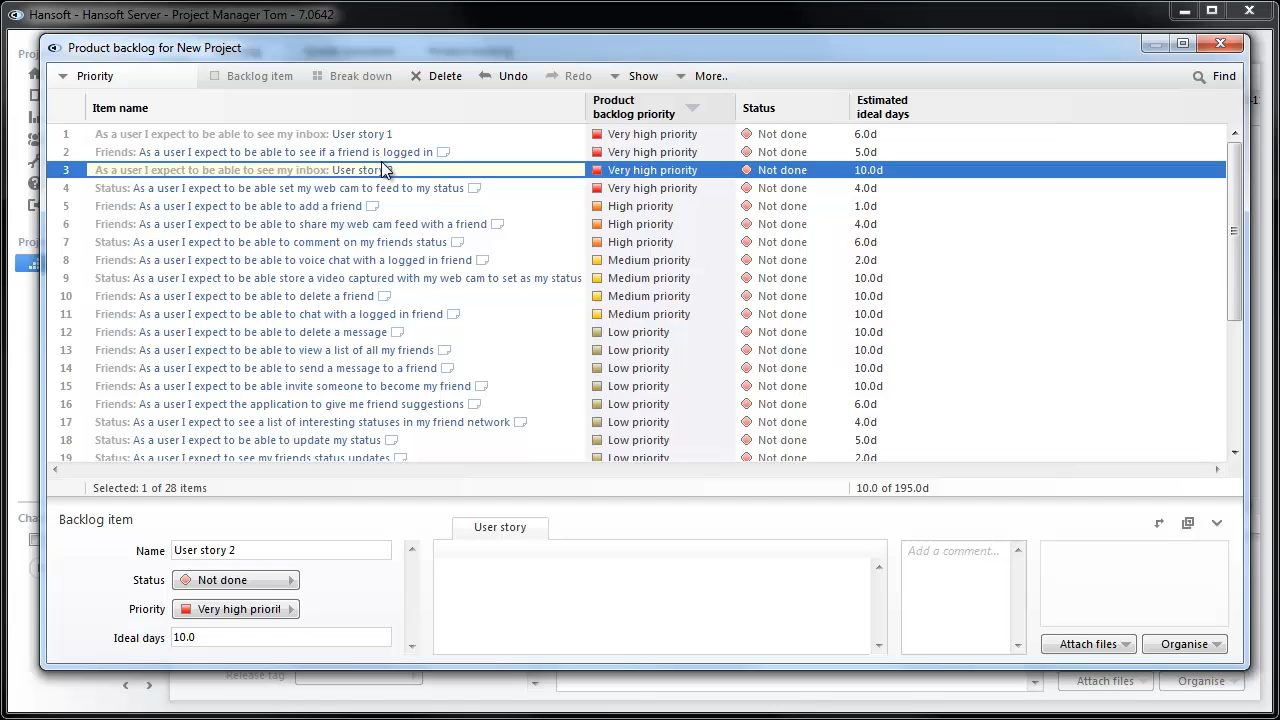 Hansoft - Hansoft Server - Project Manager Tom - 7.0642
Product backlog for New Project
Priority Backlog item Break down Delete Undo Redo Show More.. Find
Item name Product backlog priority Status Estimated ideal days
1 As a user I expect to be able to see my inbox: User story 1 Very high priority Not done 6.0d
2 Friends: As a user I expect to be able to see if a friend is logged in Very high priority Not done 5.0d
3 As a user I expect to be able to see my inbox: User story Very high priority Not done 10.0d
4 Status: As a user I expect to be able set my web cam to feed to my status Very high priority Not done 4.0d
5 Friends: As a user I expect to be able to add a friend High priority Not done 1.0d
6 Friends: As a user I expect to be able to share my web cam feed with a friend High priority Not done 4.0d
7 Status: As a user I expect to be able to comment on my friends status High priority Not done 6.0d
8 Friends: As a user I expect to be able to voice chat with a logged in friend Medium priority Not done 2.0d
9 Status: As a user I expect to be able store a video captured with my web cam to set as my status Medium priority Not done 10.0d
10 Friends: As a user I expect to be able to delete a friend Medium priority Not done 10.0d
11 Friends: As a user I expect to be able to chat with a logged in friend Medium priority Not done 10.0d
12 Friends: As a user I expect to be able to delete a message Low priority Not done 10.0d
13 Friends: As a user I expect to be able to view a list of all my friends Low priority Not done 10.0d
14 Friends: As a user I expect to be able to send a message to a friend Low priority Not done 10.0d
15 Friends: As a user I expect to be able invite someone to become my friend Low priority Not done 10.0d
16 Friends: As a user I expect the application to give me friend suggestions Low priority Not done 6.0d
17 Status: As a user I expect to see a list of interesting statuses in my friend network Low priority Not done 4.0d
18 Status: As a user I expect to be able to update my status Low priority Not done 5.0d
19 Status: As a user I expect to see my friends status updates Low priority Not done 2.0d
Selected: 1 of 28 items 10.0 of 195.0d
Backlog item
User story
Name User story 2
Add a comment...
Status Not done
Priority Very high priorit
Ideal days 10.0
Attach files Organise
Release tag Attach files Organise